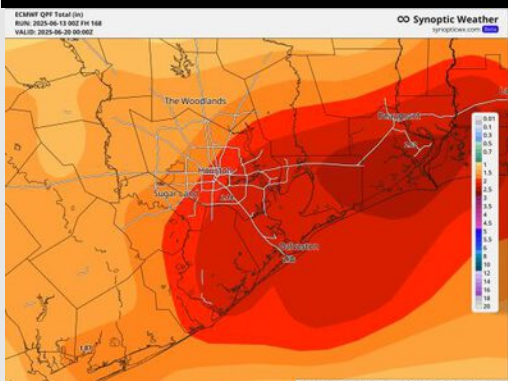 ECMWF QPF Total (in)
RUN: 2025-06-13 00Z FH 168
VALID: 2025-06-20 00:00Z
Synoptic Weather
synopticwx.com Beta
The Woodlands
Beaumont
Houston
Sugar Land
Galveston
0.01
0.1
0.3
0.5
0.7
1
1.5
2
2.5
3
3.5
4
4.5
5
5.5
6
8
10
12
14
16
18
20